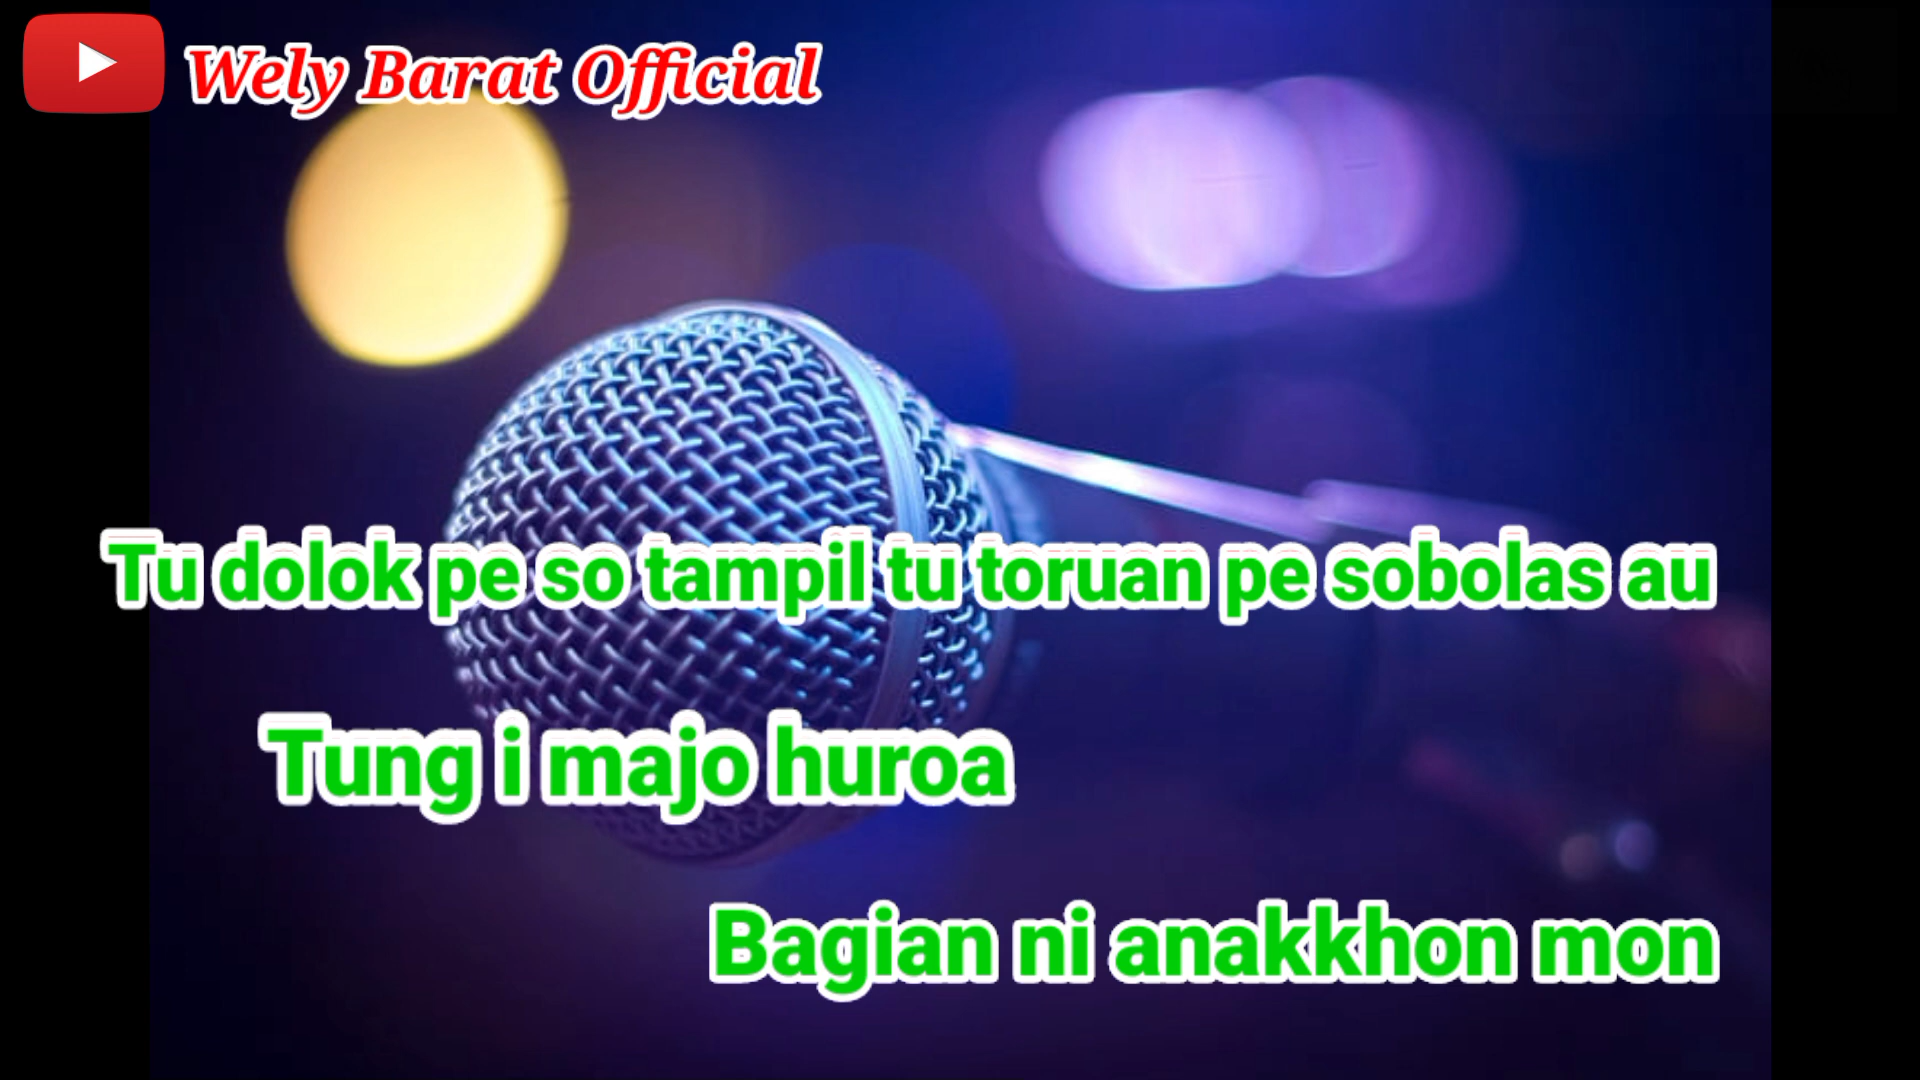 Wely Barat Official
Tu dolok pe so tampil tu toruan pe sobolas au
Tung i majo huroa
Bagian ni anakkhon mon